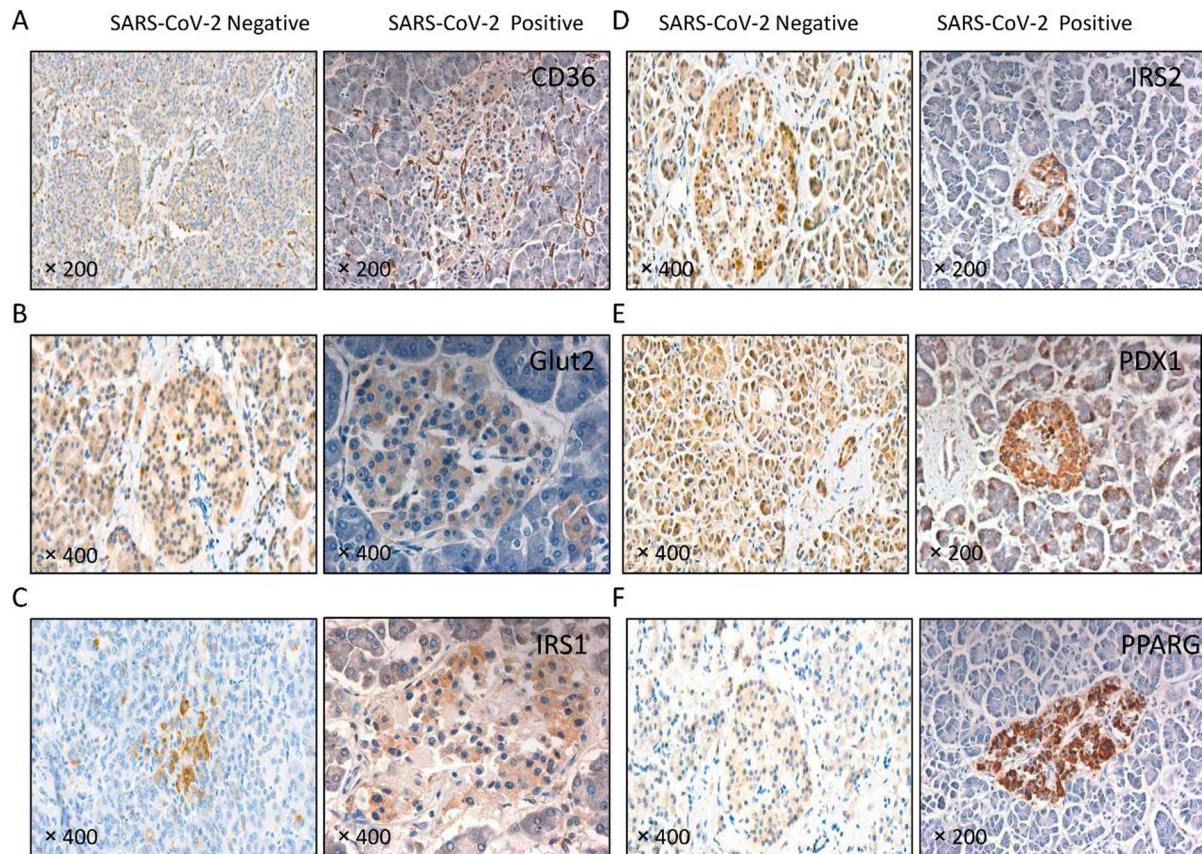 A SARS-CoV-2 Negative SARS-CoV-2 Positive D SARS-CoV-2 Negative SARS-CoV-2 Positive
CD36 IRS2
× 200 × 200 × 400 × 200
B E
Glut2 PDX1
× 400 × 400 × 400 × 200
C F
IRS1 PPARG
× 400 × 400 × 400 × 200